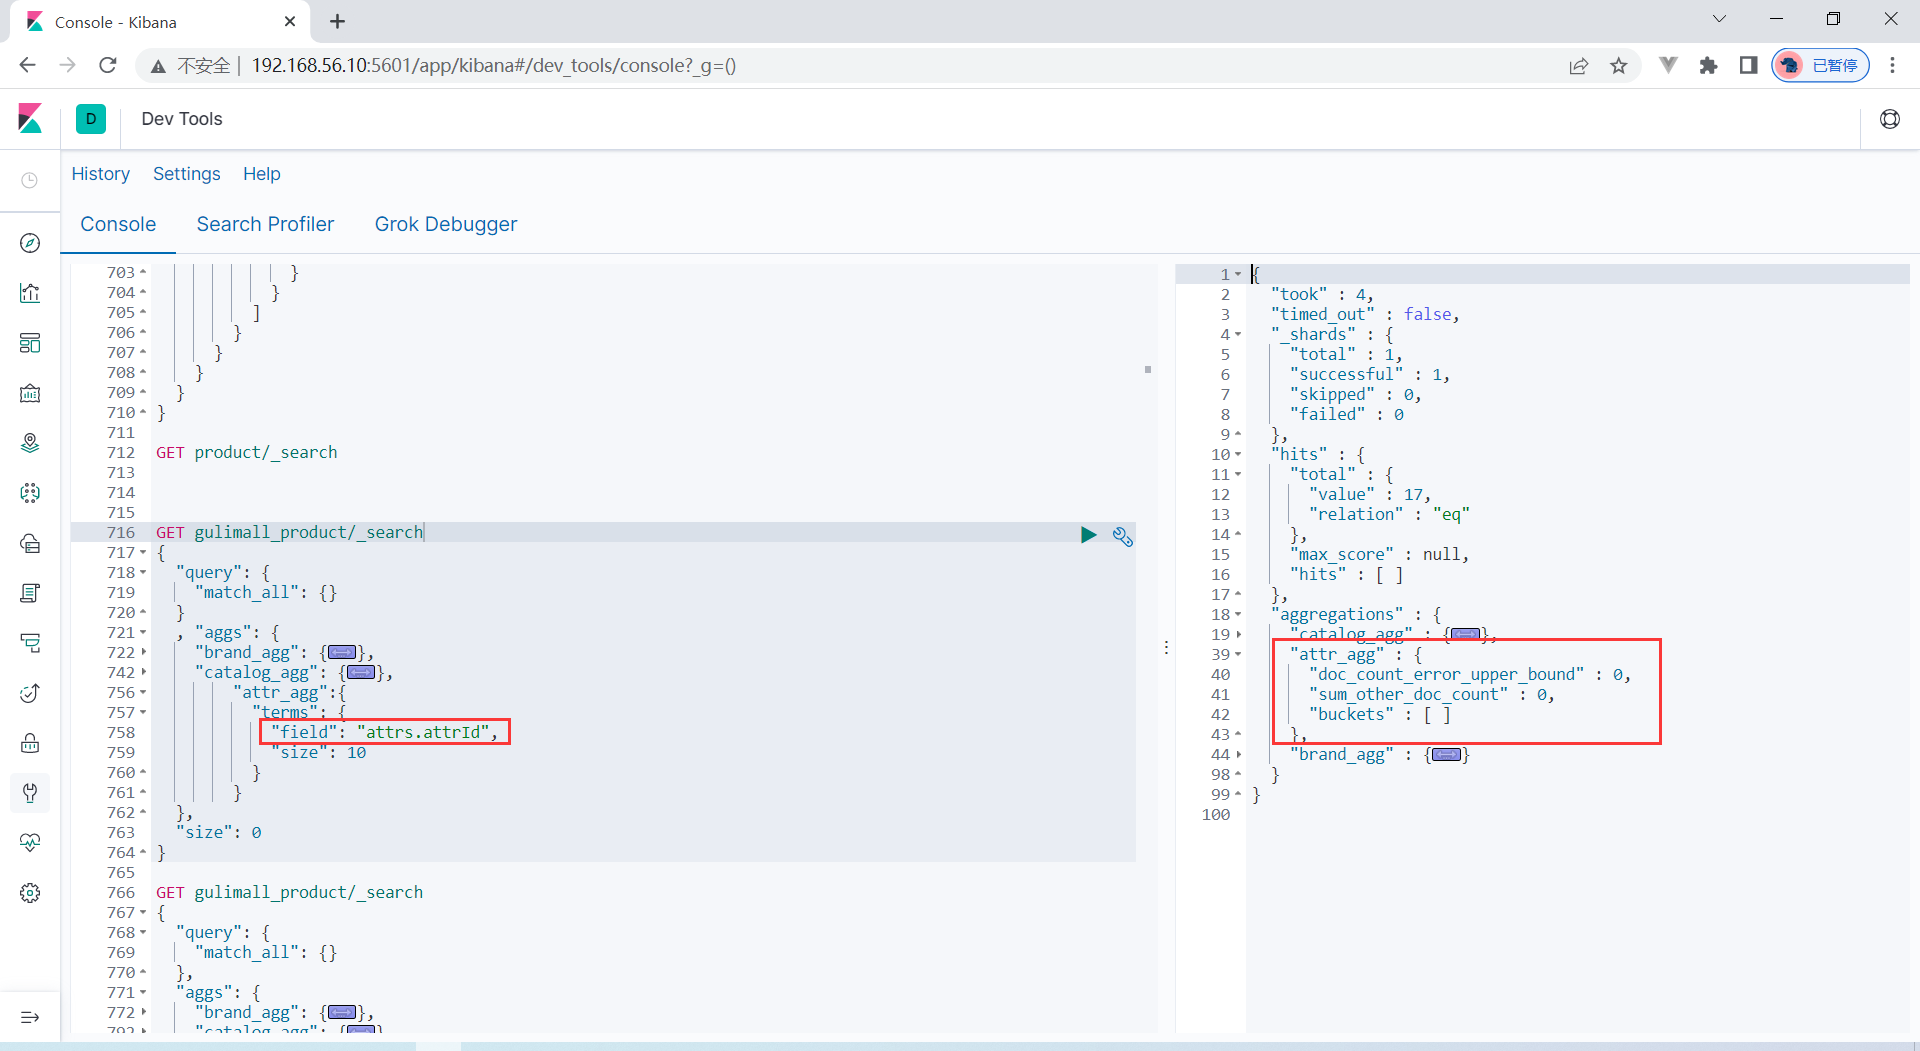 Console - Kibana
不安全 192.168.56.10:5601/app/kibana#/dev_tools/console?_g=()
已暂停
D
Dev Tools
History Settings Help
Console Search Profiler Grok Debugger
703 }
704 }
705 ]
706 }
707 }
708 }
709 }
710 }
711
712 GET product/_search
713
714
715
716 GET gulimall_product/_search
717 {
718 "query": {
719 "match_all": {}
720 }
721 , "aggs": {
722 "brand_agg": {},
742 "catalog_agg": {},
756 "attr_agg":{
757 "terms": {
758 "field": "attrs.attrId",
759 "size": 10
760 }
761 }
762 },
763 "size": 0
764 }
765
766 GET gulimall_product/_search
767 {
768 "query": {
769 "match_all": {}
770 },
771 "aggs": {
772 "brand_agg": {},
792 "catalog_agg": {}
1 {
2 "took" : 4,
3 "timed_out" : false,
4 "_shards" : {
5 "total" : 1,
6 "successful" : 1,
7 "skipped" : 0,
8 "failed" : 0
9 },
10 "hits" : {
11 "total" : {
12 "value" : 17,
13 "relation" : "eq"
14 },
15 "max_score" : null,
16 "hits" : [ ]
17 },
18 "aggregations" : {
19 "catalog_agg" : {},
39 "attr_agg" : {
40 "doc_count_error_upper_bound" : 0,
41 "sum_other_doc_count" : 0,
42 "buckets" : [ ]
43 },
44 "brand_agg" : {}
98 }
99 }
100